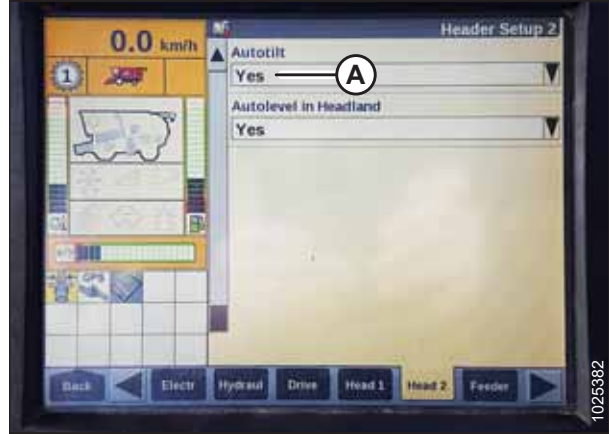 0.0 km/h
Header Setup 2
1
Autotilt
Yes
A
Autolevel in Headland
Yes
Back
Electr
Hydraul
Drive
Head 1
Head 2
Feeder
1025382